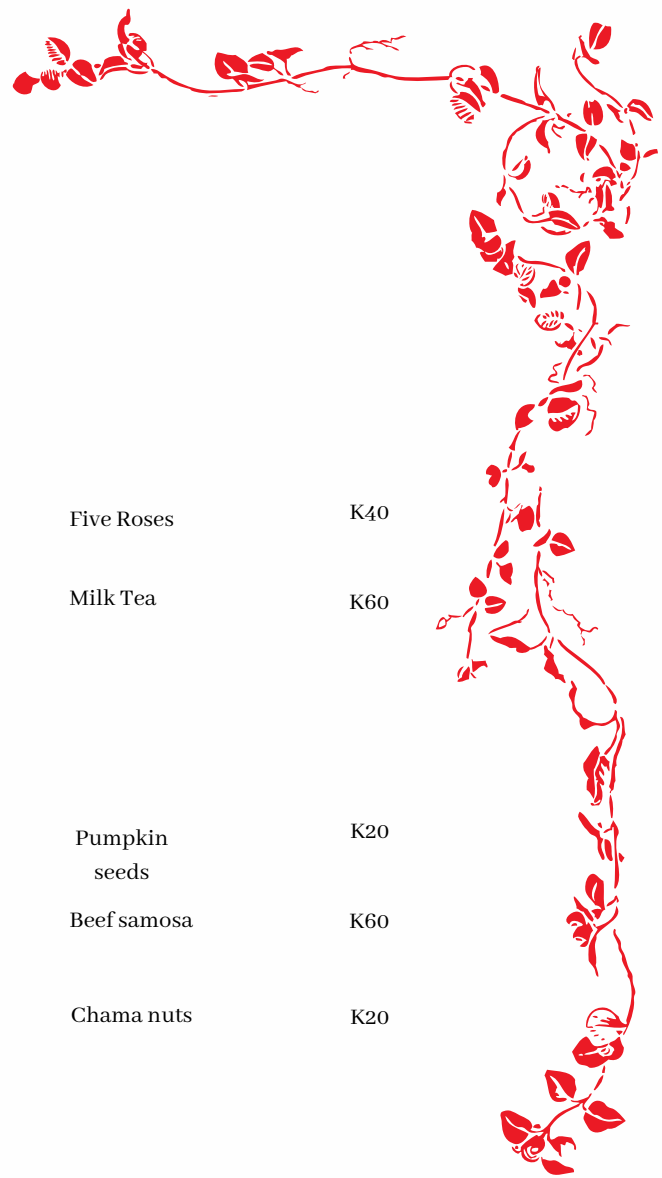 Five Roses K40
Milk Tea K60
Pumpkin K20
seeds
Beef samosa K60
Chama nuts K20